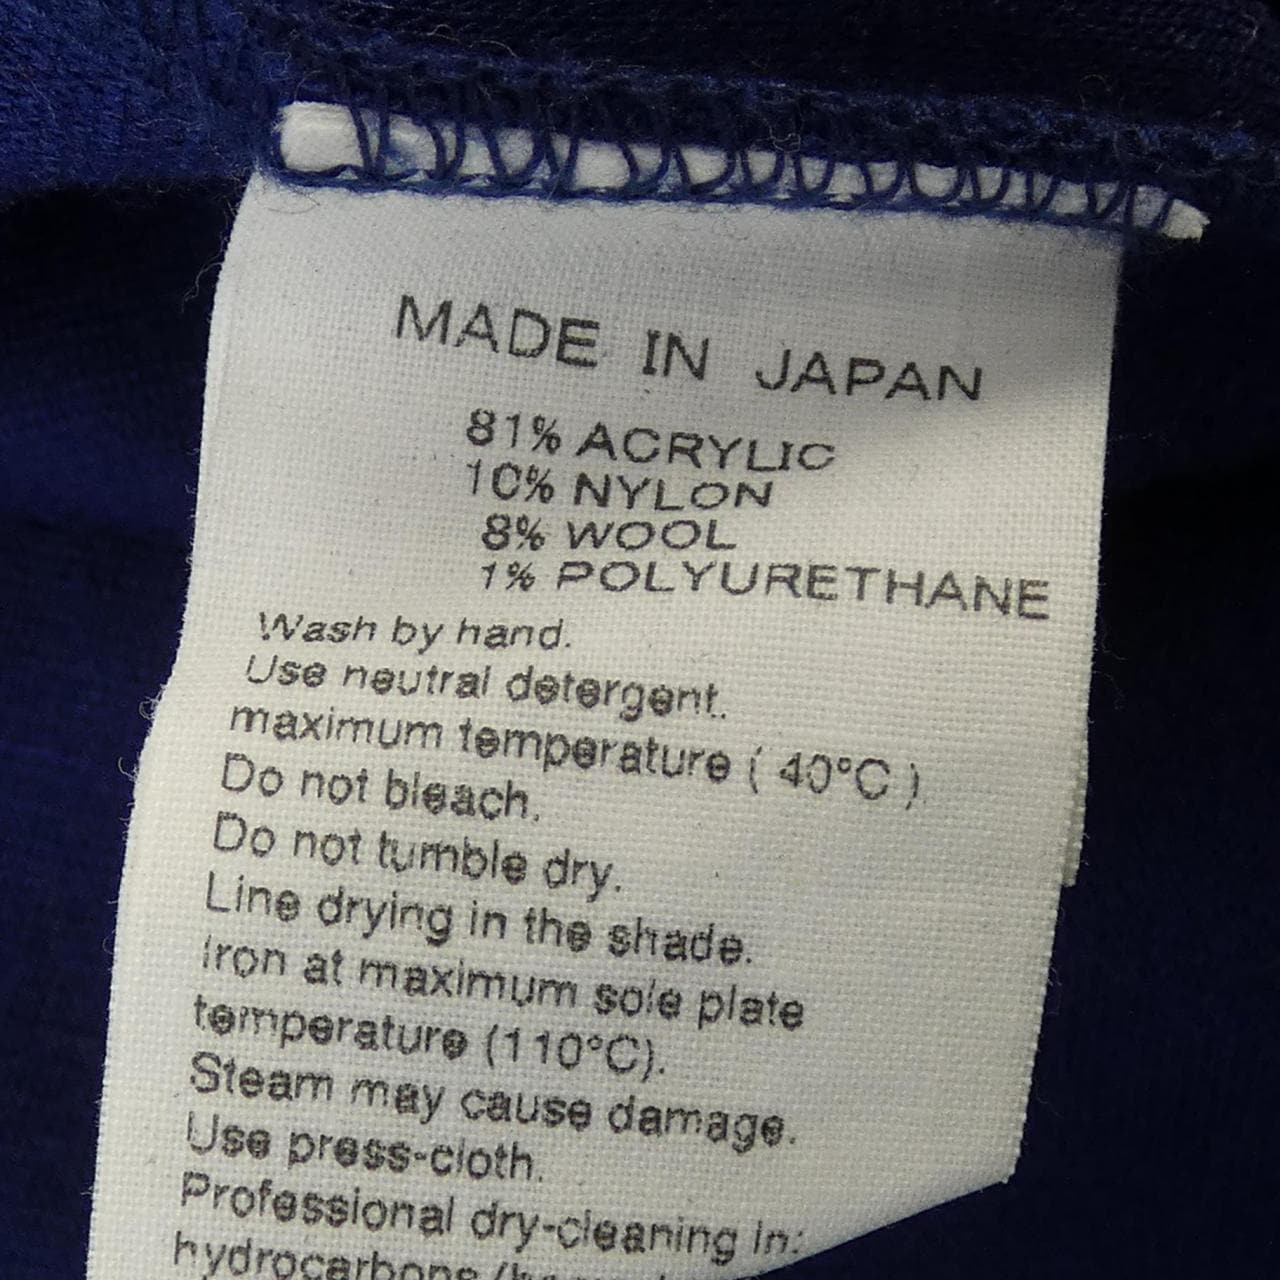 MADE IN JAPAN
81% ACRYLIC
10% NYLON
8% WOOL
1% POLYURETHANE
Wash by hand.
Use neutral detergent.
maximum temperature ( 40°C ).
Do not bleach.
Do not tumble dry.
Line drying in the shade.
Iron at maximum sole plate
temperature (110°C).
Steam may cause damage.
Use press-cloth.
Professional dry-cleaning in:
hydrocarbons